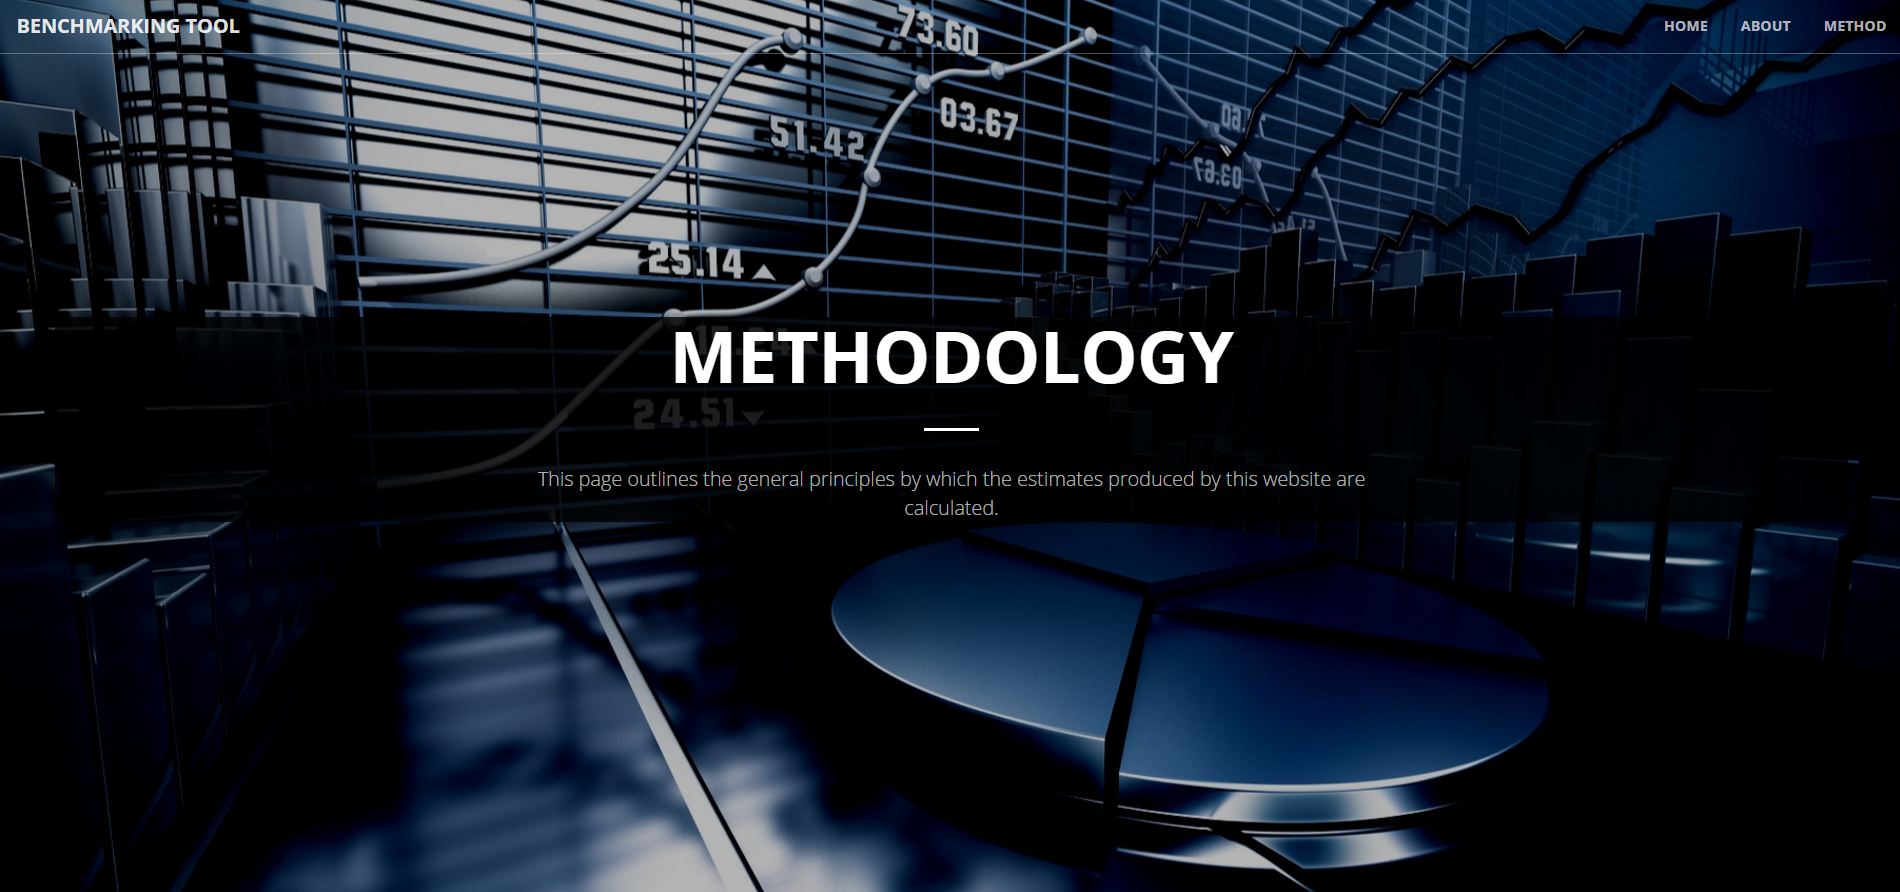 BENCHMARKING TOOL
HOME ABOUT METHOD
73.60
03.67
51.42
25.14
METHODOLOGY
24.51
This page outlines the general principles by which the estimates produced by this website are
calculated.